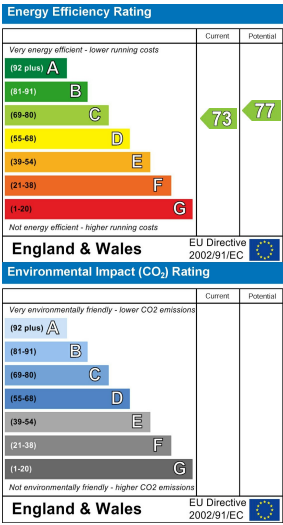 Energy Efficiency Rating
Current Potential
Very energy efficient - lower running costs
(92 plus) A
(81-91) B
(69-80) C
(55-68) D
(39-54) E
(21-38) F
(1-20) G
73 77
Not energy efficient - higher running costs
England & Wales
EU Directive
2002/91/EC
Environmental Impact (CO2) Rating
Current Potential
Very environmentally friendly - lower CO2 emissions
(92 plus) A
(81-91) B
(69-80) C
(55-68) D
(39-54) E
(21-38) F
(1-20) G
Not environmentally friendly - higher CO2 emissions
England & Wales
EU Directive
2002/91/EC